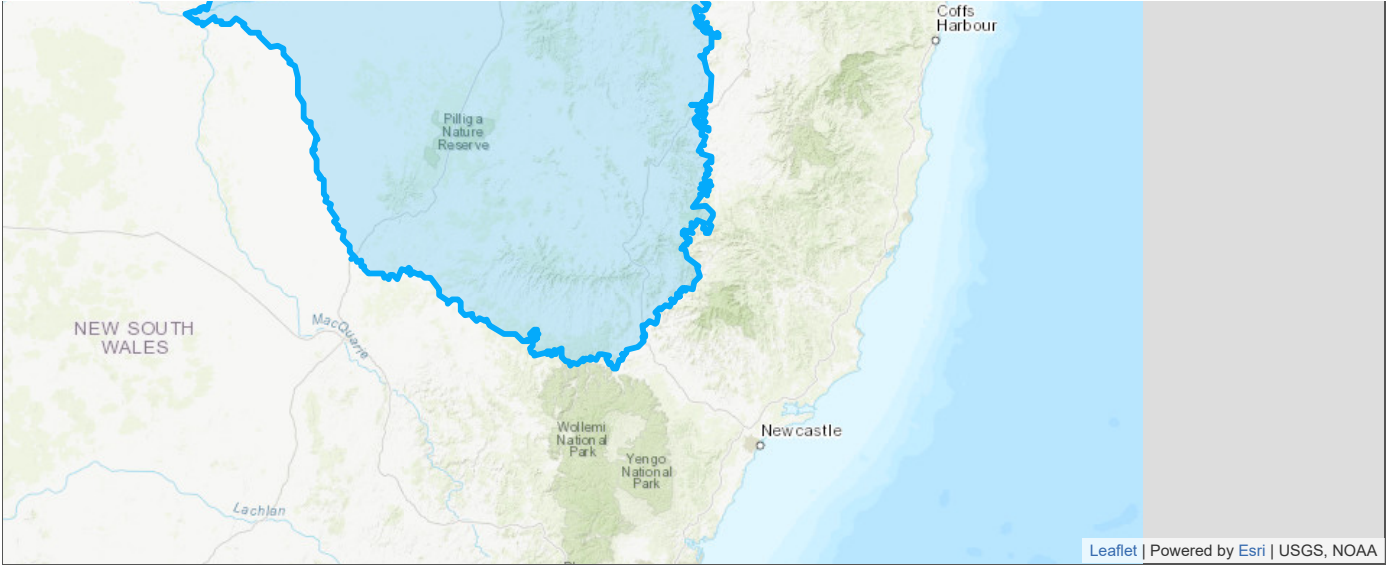 Coffs
Harbour
Pilliga
Nature
Reserve
NEW SOUTH
WALES
MacQuarie
Wollemi
National
Park
Newcastle
Yengo
National
Park
Lachlan
Leaflet | Powered by Esri | USGS, NOAA